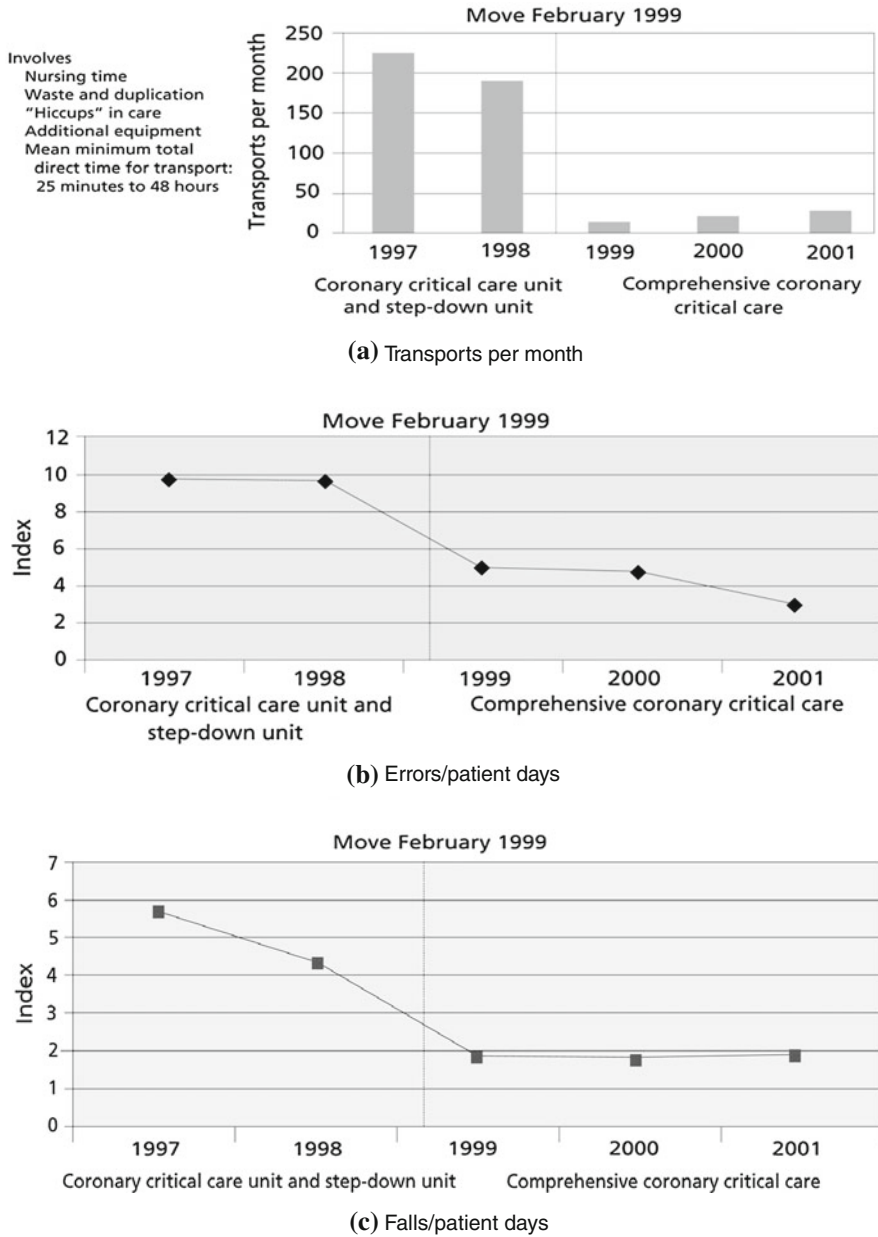 Move February 1999
Involves
Nursing time
Waste and duplication
“Hiccups” in care
Additional equipment
Mean minimum total
direct time for transport:
25 minutes to 48 hours
Transports per month
250
200
150
100
50
0
1997 1998 1999 2000 2001
Coronary critical care unit
and step-down unit
Comprehensive coronary
critical care
(a) Transports per month
Move February 1999
Index
12
10
8
6
4
2
0
1997 1998 1999 2000 2001
Coronary critical care unit and
step-down unit
Comprehensive coronary critical care
(b) Errors/patient days
Move February 1999
Index
7
6
5
4
3
2
1
0
1997 1998 1999 2000 2001
Coronary critical care unit and step-down unit
Comprehensive coronary critical care
(c) Falls/patient days